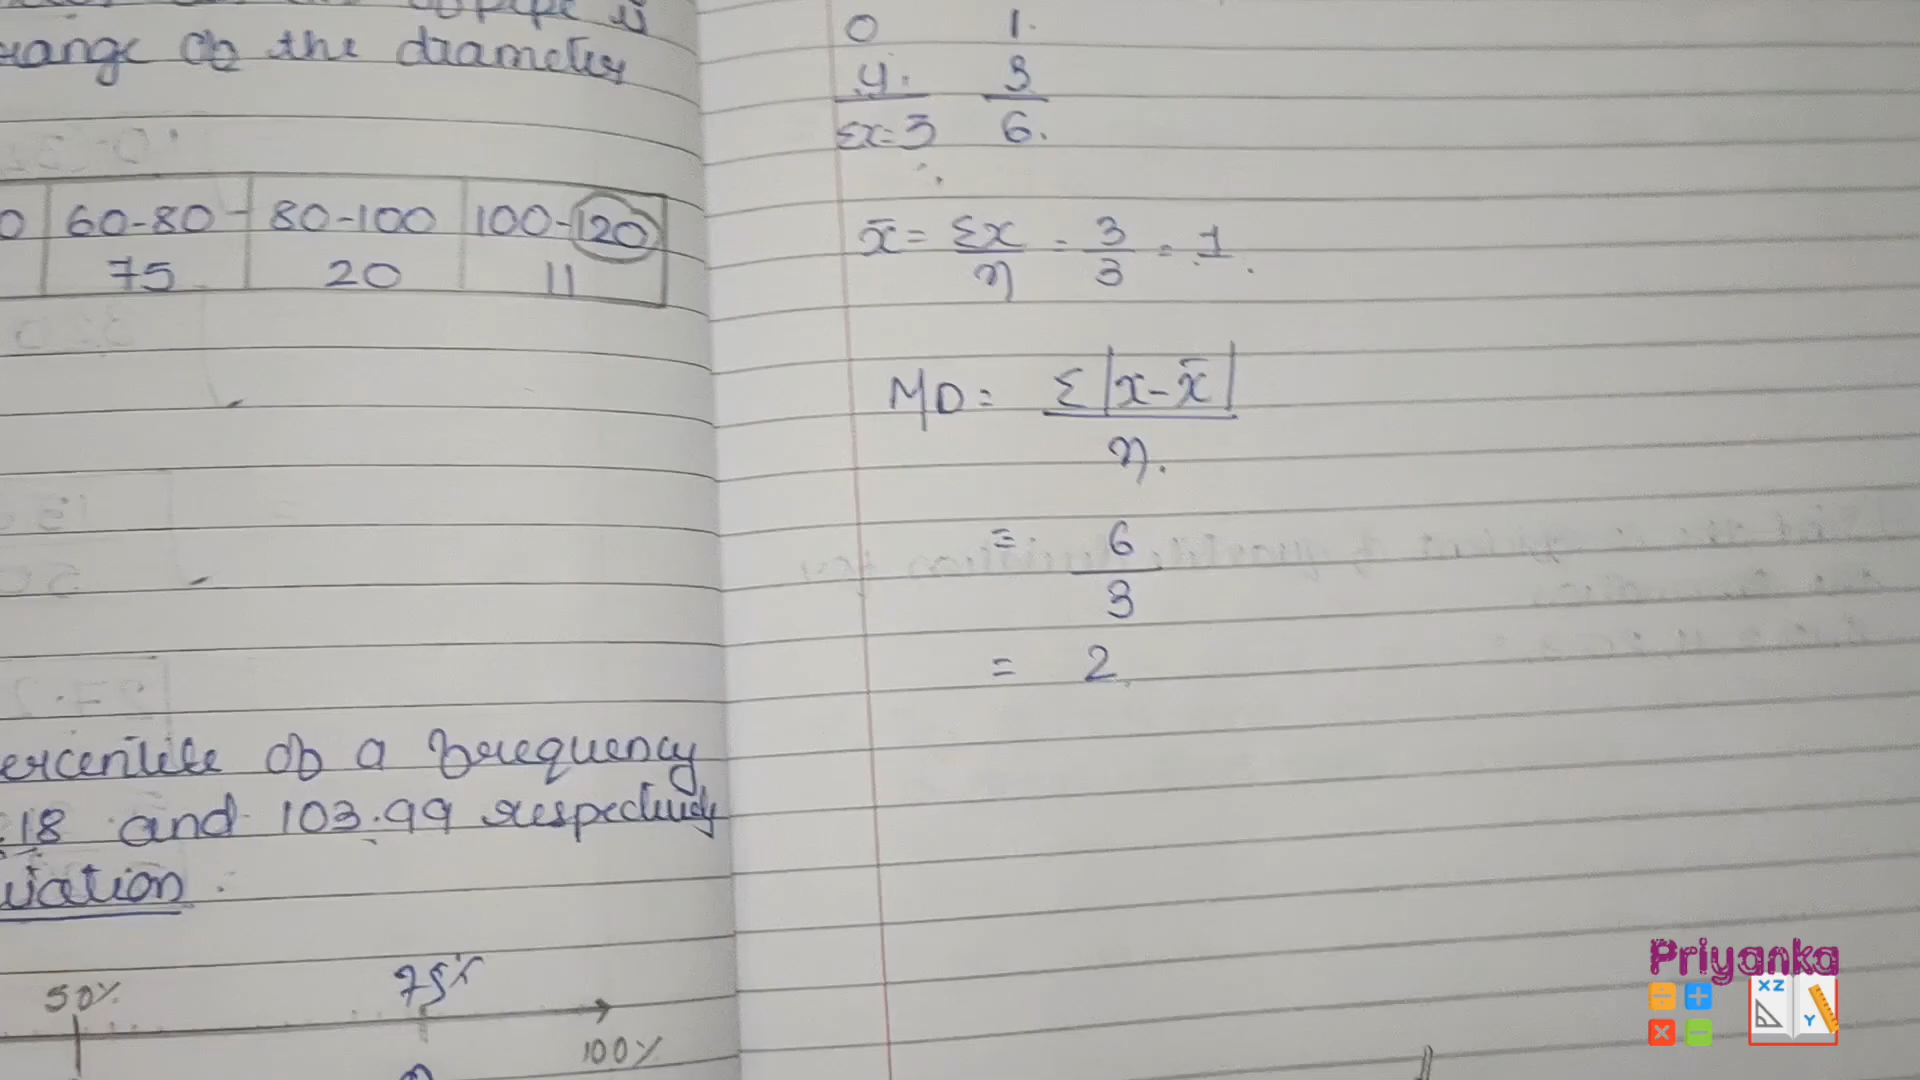 range of the diameter
0 | 60-80 | 80-100 | 100-120
75 | 20 | 11
ercentile of a frequency
.18 and 103.99 respectively
viation.
50% 75%
100%
0 1.
4. 3
Σx=3 6.
x̄ = Σx/n = 3/3 = 1.
MD = Σ|x-x̄|
n.
= 6
3
= 2
Priyanka
XZ
Y